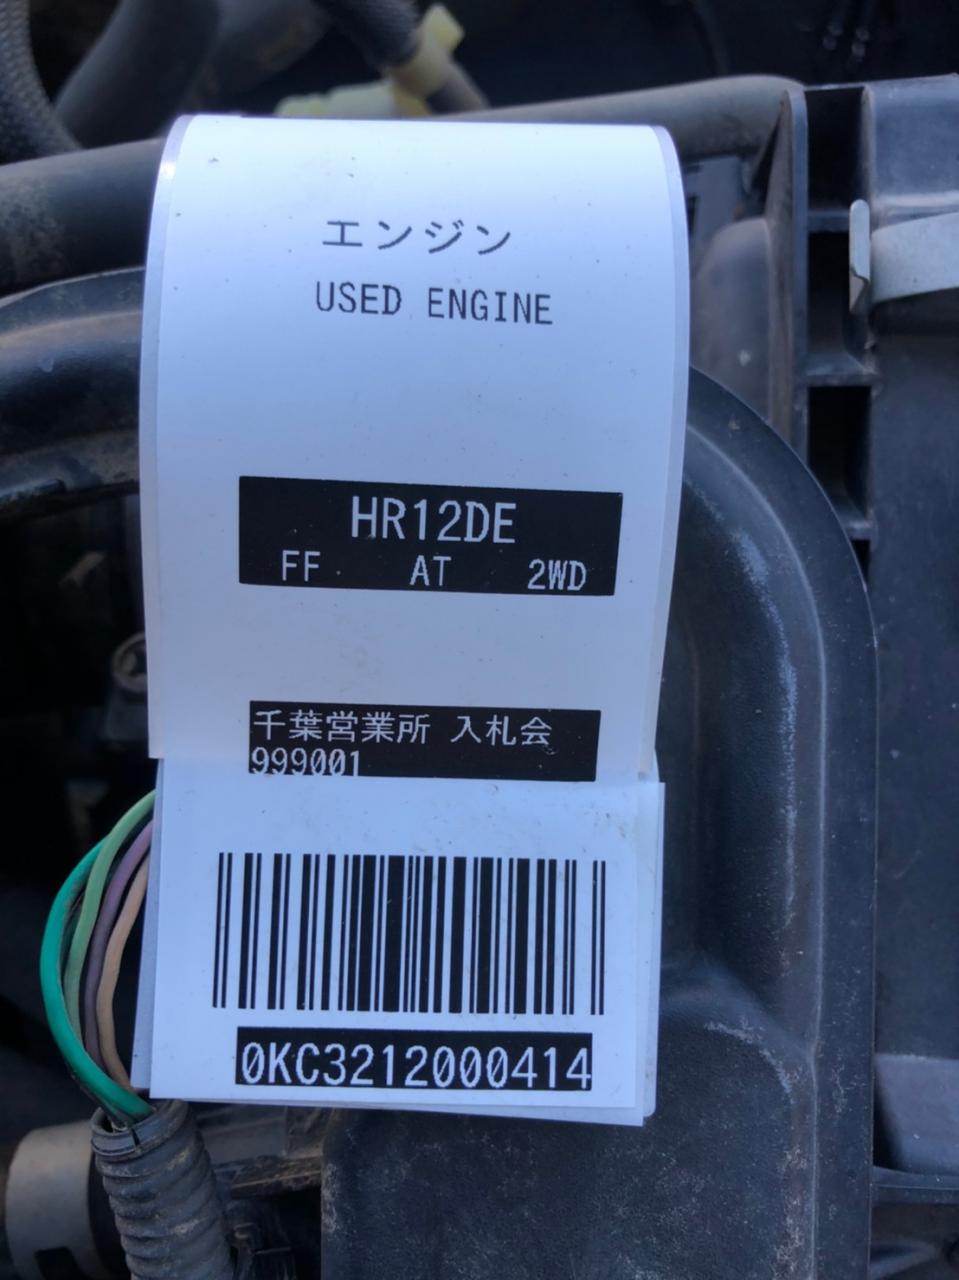 エンジン
USED ENGINE
HR12DE
FF AT 2WD
千葉営業所 入札会
999001
0KC3212000414